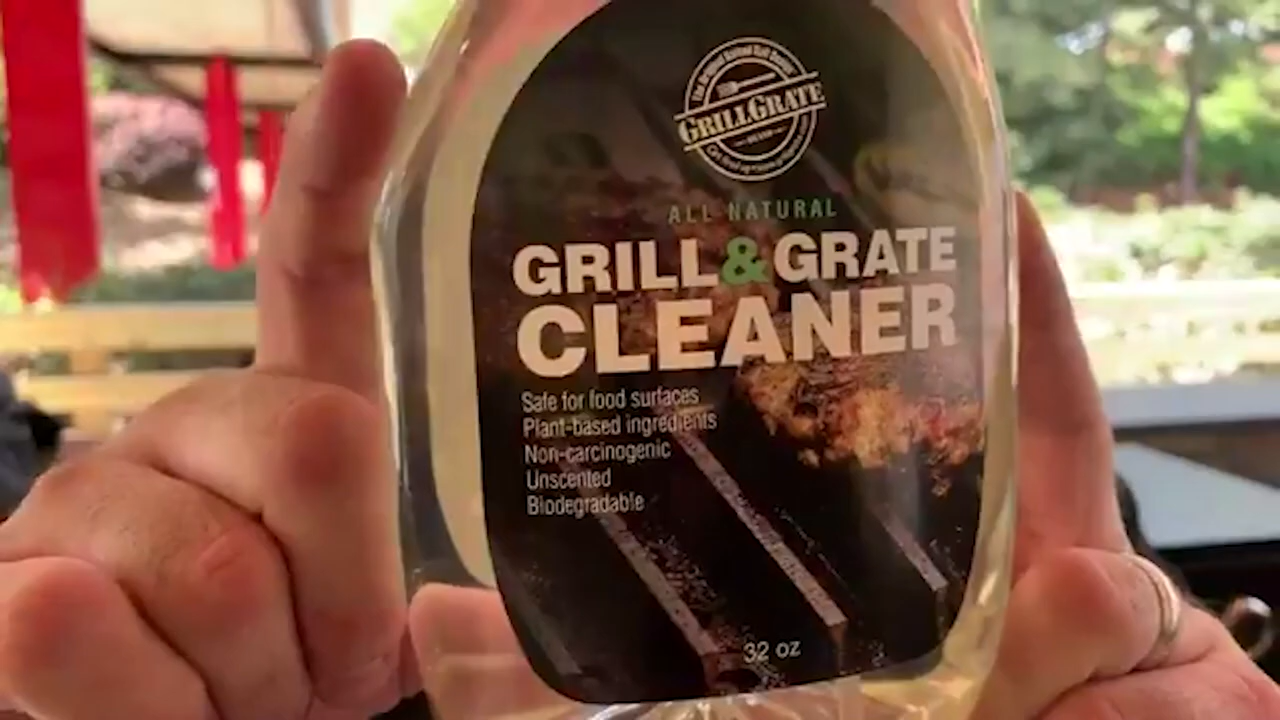 GRILLGRATE
ALL NATURAL
GRILL & GRATE
CLEANER
Safe for food surfaces
Plant-based ingredients
Non-carcinogenic
Unscented
Biodegradable
32 oz